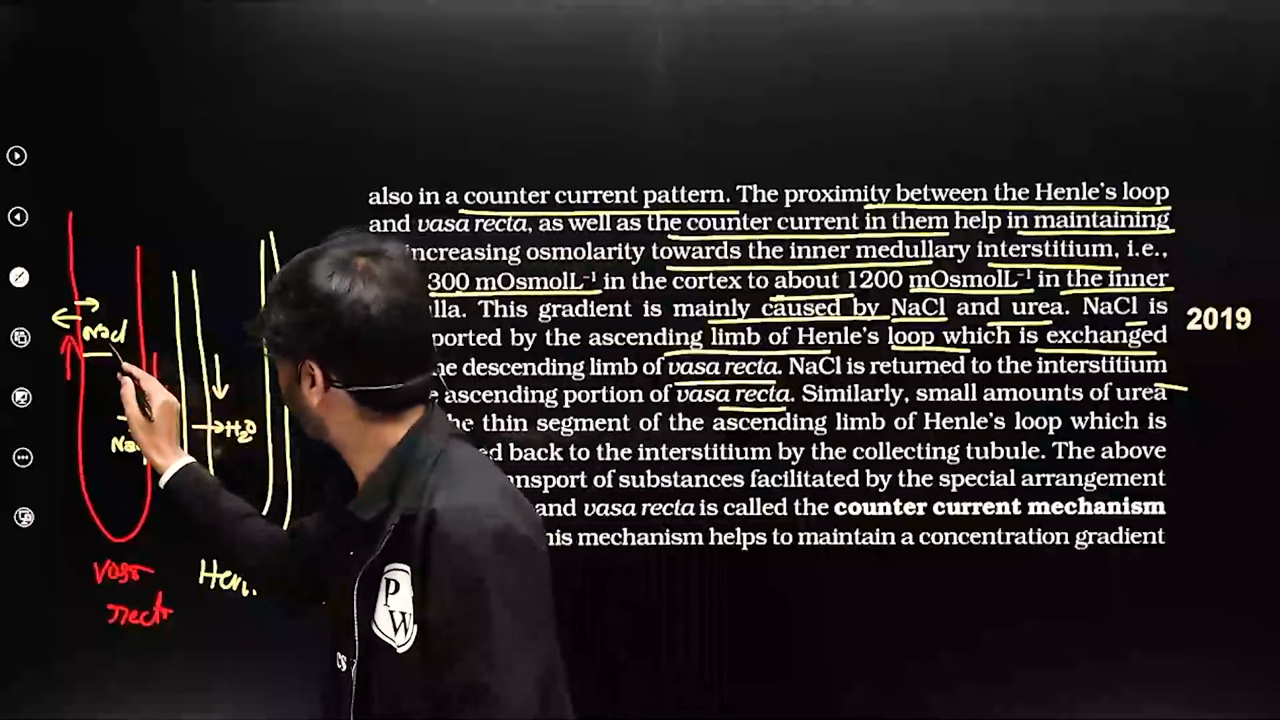 also in a counter current pattern. The proximity between the Henle's loop
and vasa recta, as well as the counter current in them help in maintaining
increasing osmolarity towards the inner medullary interstitium, i.e.,
300 mOsmolL⁻¹ in the cortex to about 1200 mOsmolL⁻¹ in the inner
lla. This gradient is mainly caused by NaCl and urea. NaCl is
ported by the ascending limb of Henle's loop which is exchanged
he descending limb of vasa recta. NaCl is returned to the interstitium
ascending portion of vasa recta. Similarly, small amounts of urea
he thin segment of the ascending limb of Henle's loop which is
ed back to the interstitium by the collecting tubule. The above
nsport of substances facilitated by the special arrangement
and vasa recta is called the counter current mechanism
his mechanism helps to maintain a concentration gradient
2019
NaCl
Na
H₂O
Vasa
rect
Hen
P
W